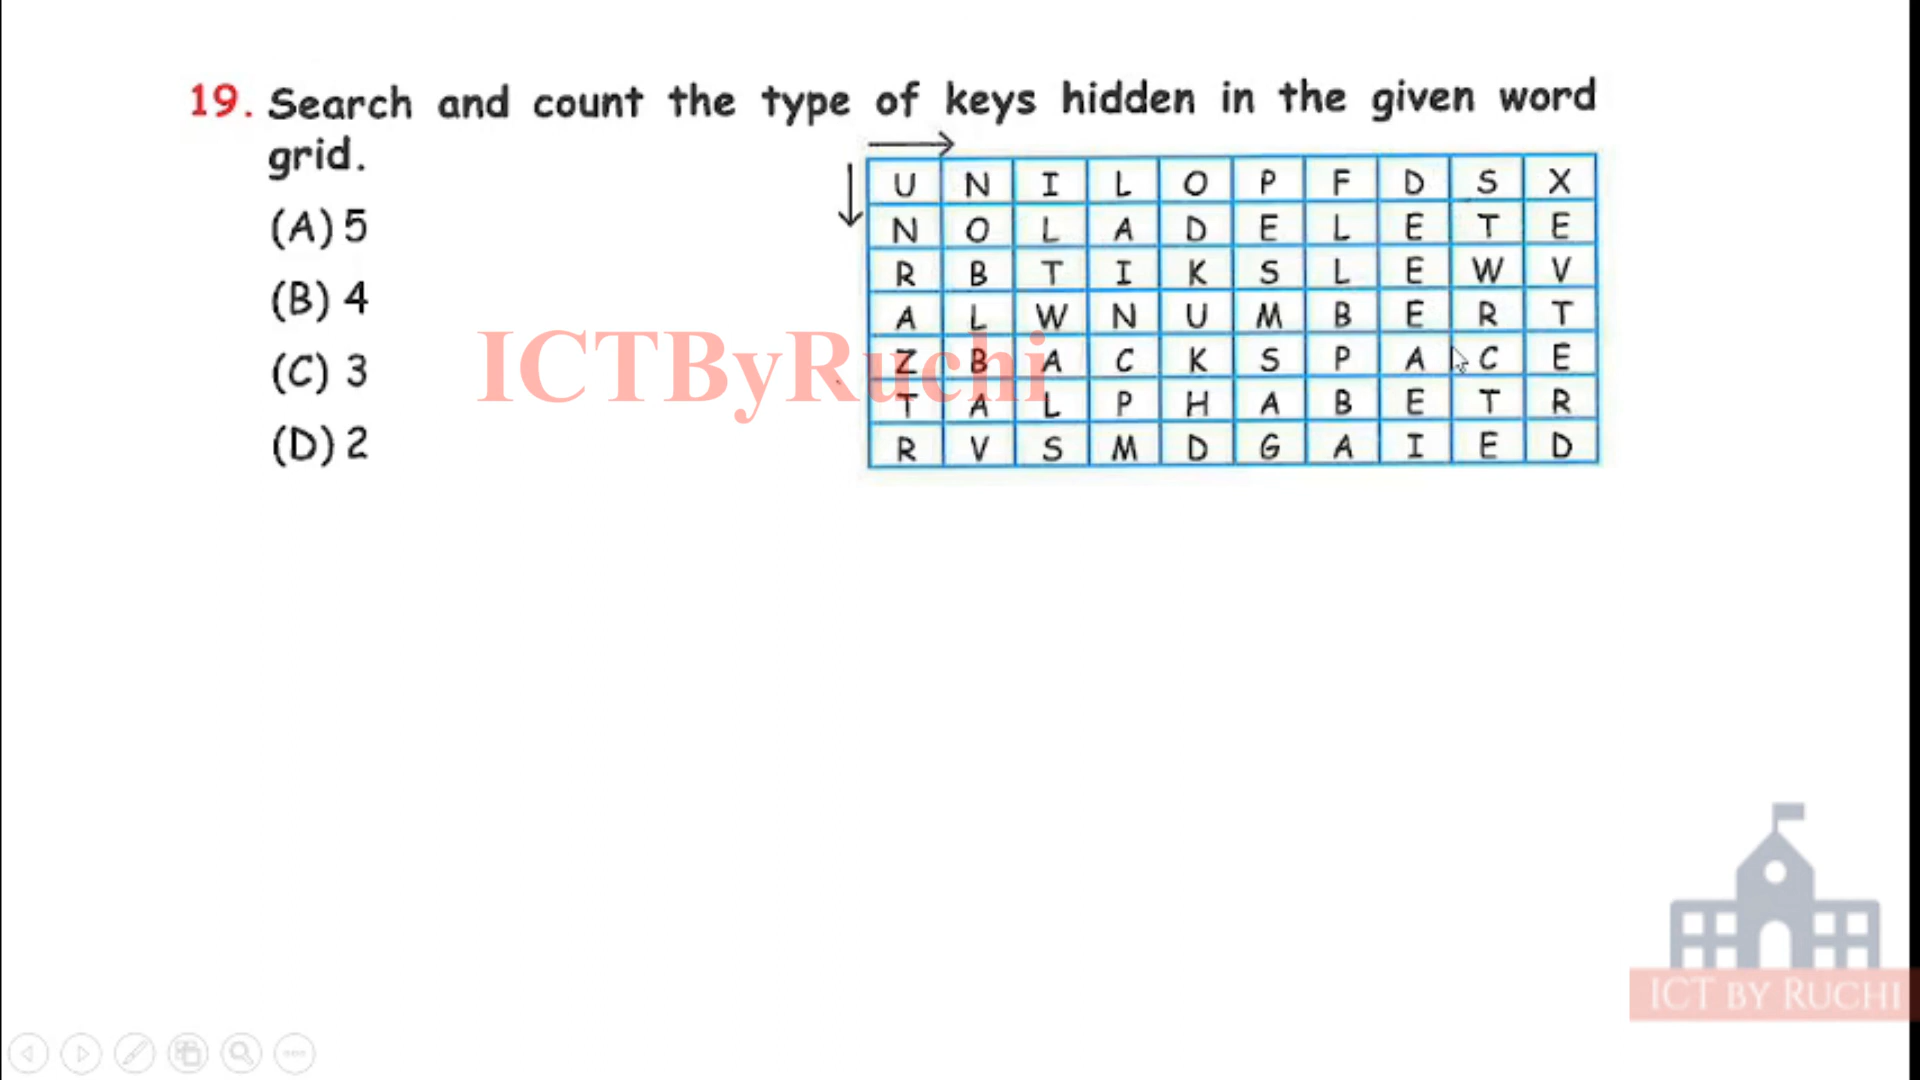 19. Search and count the type of keys hidden in the given word
grid.
(A) 5
(B) 4
(C) 3
(D) 2
U N I L O P F D S X
N O L A D E L E T E
R B T I K S L E W V
A L W N U M B E R T
Z B A C K S P A C E
T A L P H A B E T R
R V S M D G A I E D
ICTByRuchi
ICT BY RUCHI